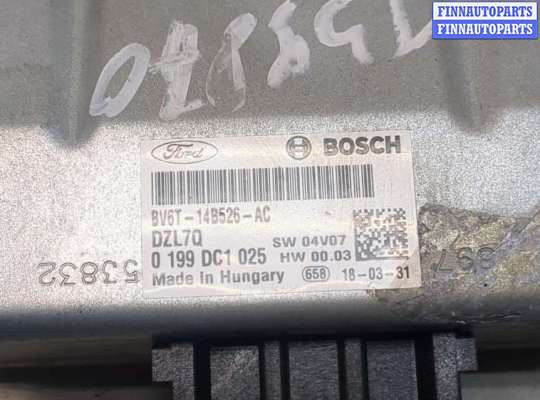 FINNAUTOPARTS
FINNAUTOPARTS
Ford
BOSCH
BV6T-14B526-AC
DZL7Q
SW 04V07
0 199 DC1 025
HW 00.03
Made in Hungary
658
18-03-31
53832